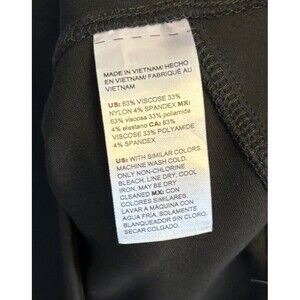 MADE IN VIETNAM/ HECHO
EN VIETNAM/ FABRIQUÉ AU
VIETNAM
US: 63% VISCOSE 33%
NYLON 4% SPANDEX MX:
63% viscosa 33% poliamida
4% elastano CA: 63%
VISCOSE 33% POLYAMIDE
4% SPANDEX
US: WITH SIMILAR COLORS.
MACHINE WASH COLD.
ONLY NON-CHLORINE
BLEACH. LINE DRY. COOL
IRON. MAY BE DRY
CLEANED MX: CON
COLORES SIMILARES.
LAVAR A MÁQUINA CON
AGUA FRÍA. SOLAMENTE
BLANQUEADOR SIN CLORO.
SECAR COLGADO.